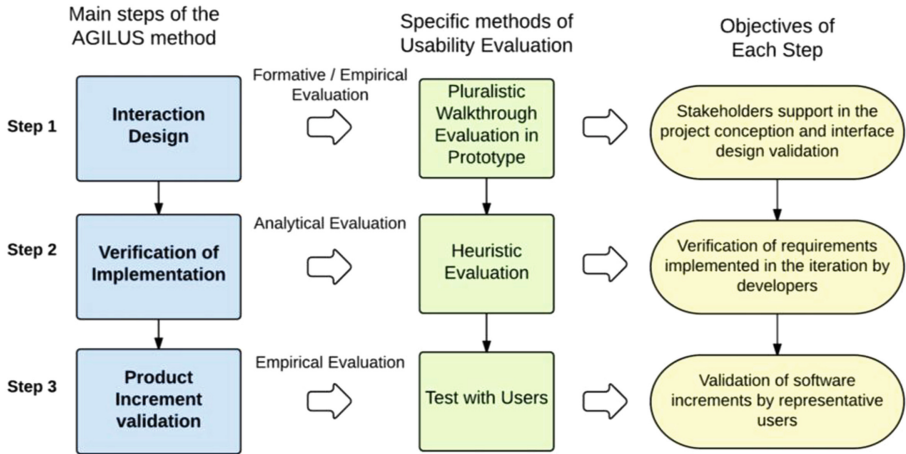 Main steps of the
AGILUS method
Specific methods of
Usability Evaluation
Objectives of
Each Step
Step 1
Interaction
Design
Formative / Empirical
Evaluation
Pluralistic
Walkthrough
Evaluation in
Prototype
Stakeholders support in the
project conception and interface
design validation
Step 2
Verification of
Implementation
Analytical Evaluation
Heuristic
Evaluation
Verification of requirements
implemented in the iteration by
developers
Step 3
Product
Increment
validation
Empirical Evaluation
Test with Users
Validation of software
increments by representative
users